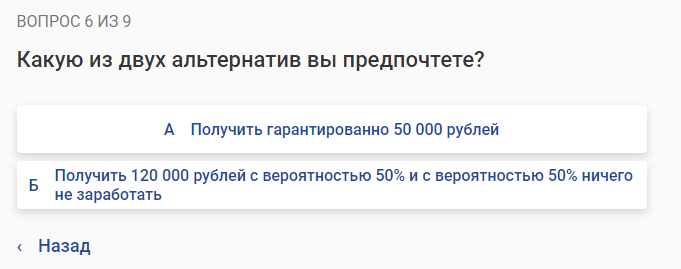 ВОПРОС 6 ИЗ 9
Какую из двух альтернатив вы предпочтете?
А Получить гарантированно 50 000 рублей
Б Получить 120 000 рублей с вероятностью 50% и с вероятностью 50% ничего
не заработать
‹ Назад